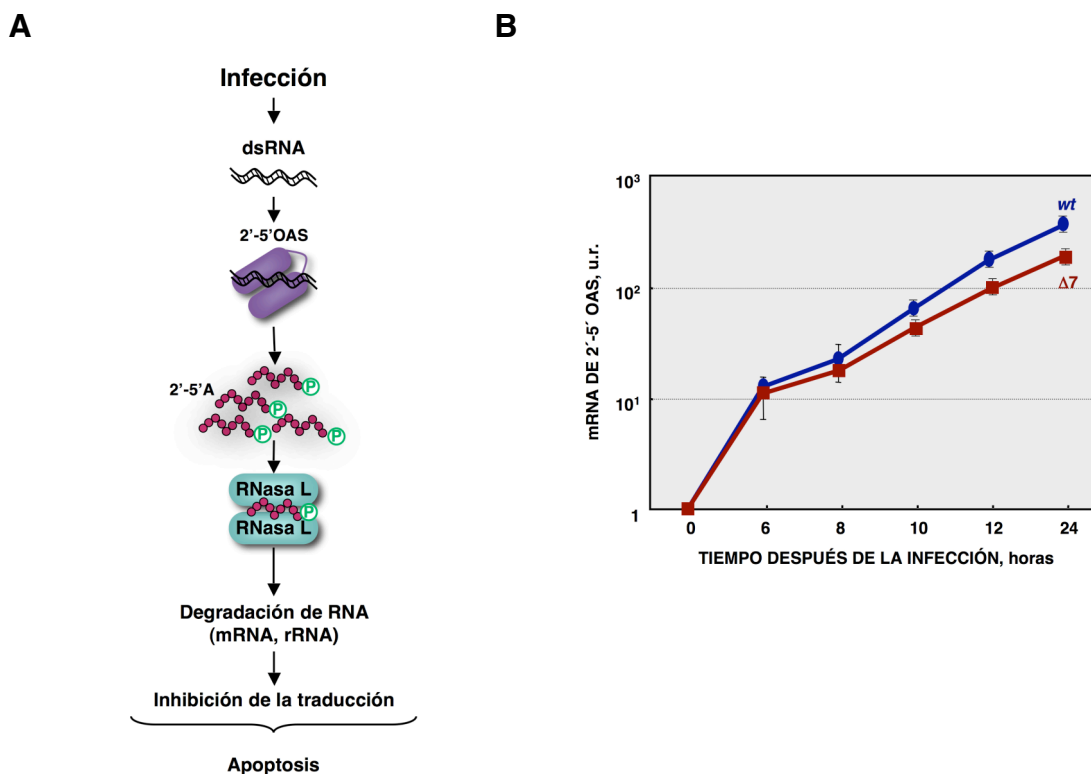 A
Infección
dsRNA
2’-5’OAS
2’-5’A
P
P
P
P
RNasa L
P
RNasa L
Degradación de RNA
(mRNA, rRNA)
Inhibición de la traducción
Apoptosis
B
mRNA DE 2´-5´ OAS, u.r.
10³
10²
10¹
1
wt
Δ7
0 6 8 10 12 24
TIEMPO DESPUÉS DE LA INFECCIÓN, horas